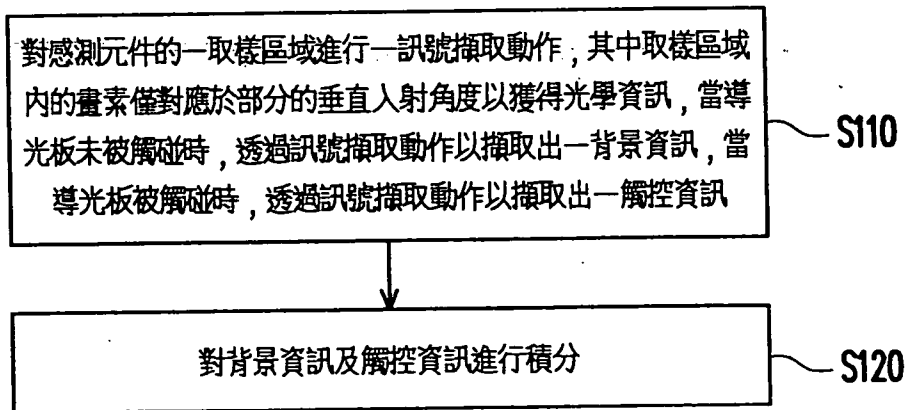 對感測元件的一取樣區域進行一訊號擷取動作,其中取樣區域
內的畫素僅對應於部分的垂直入射角度以獲得光學資訊,當導
光板未被觸碰時,透過訊號擷取動作以擷取出一背景資訊,當
導光板被觸碰時,透過訊號擷取動作以擷取出一觸控資訊
S110
對背景資訊及觸控資訊進行積分
S120